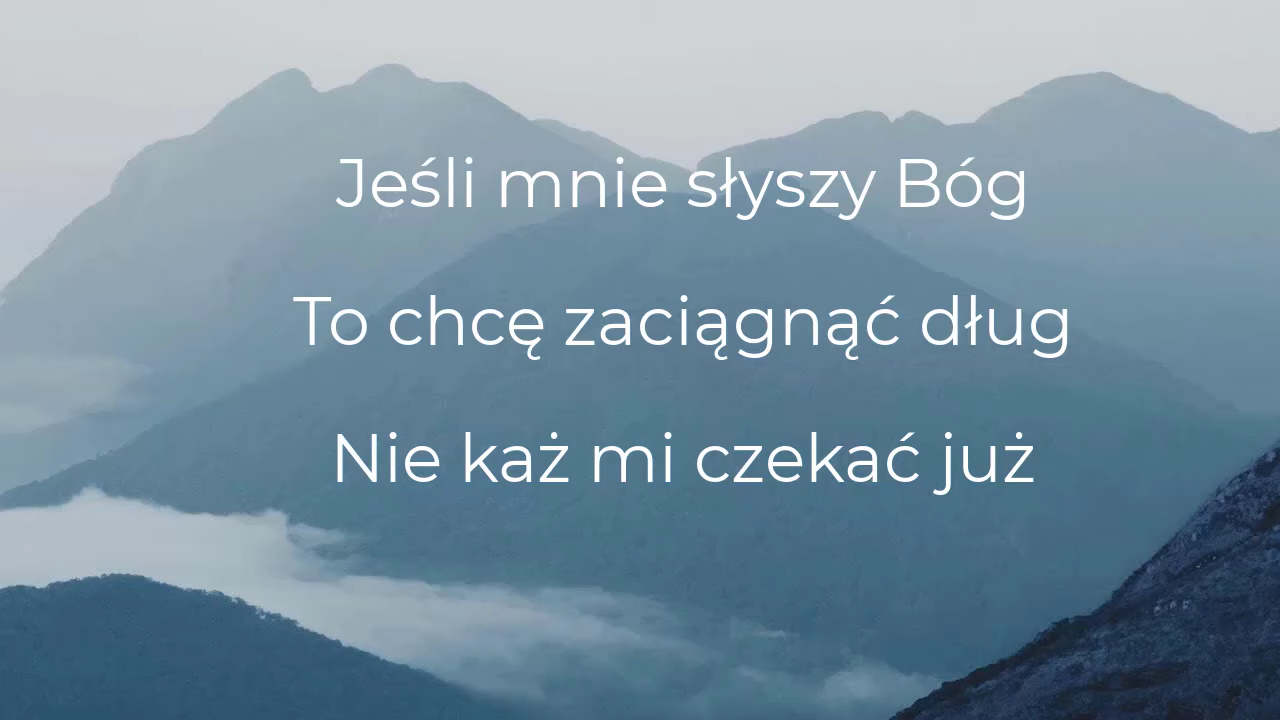 Jeśli mnie słyszy Bóg
To chcę zaciągnąć dług
Nie każ mi czekać już